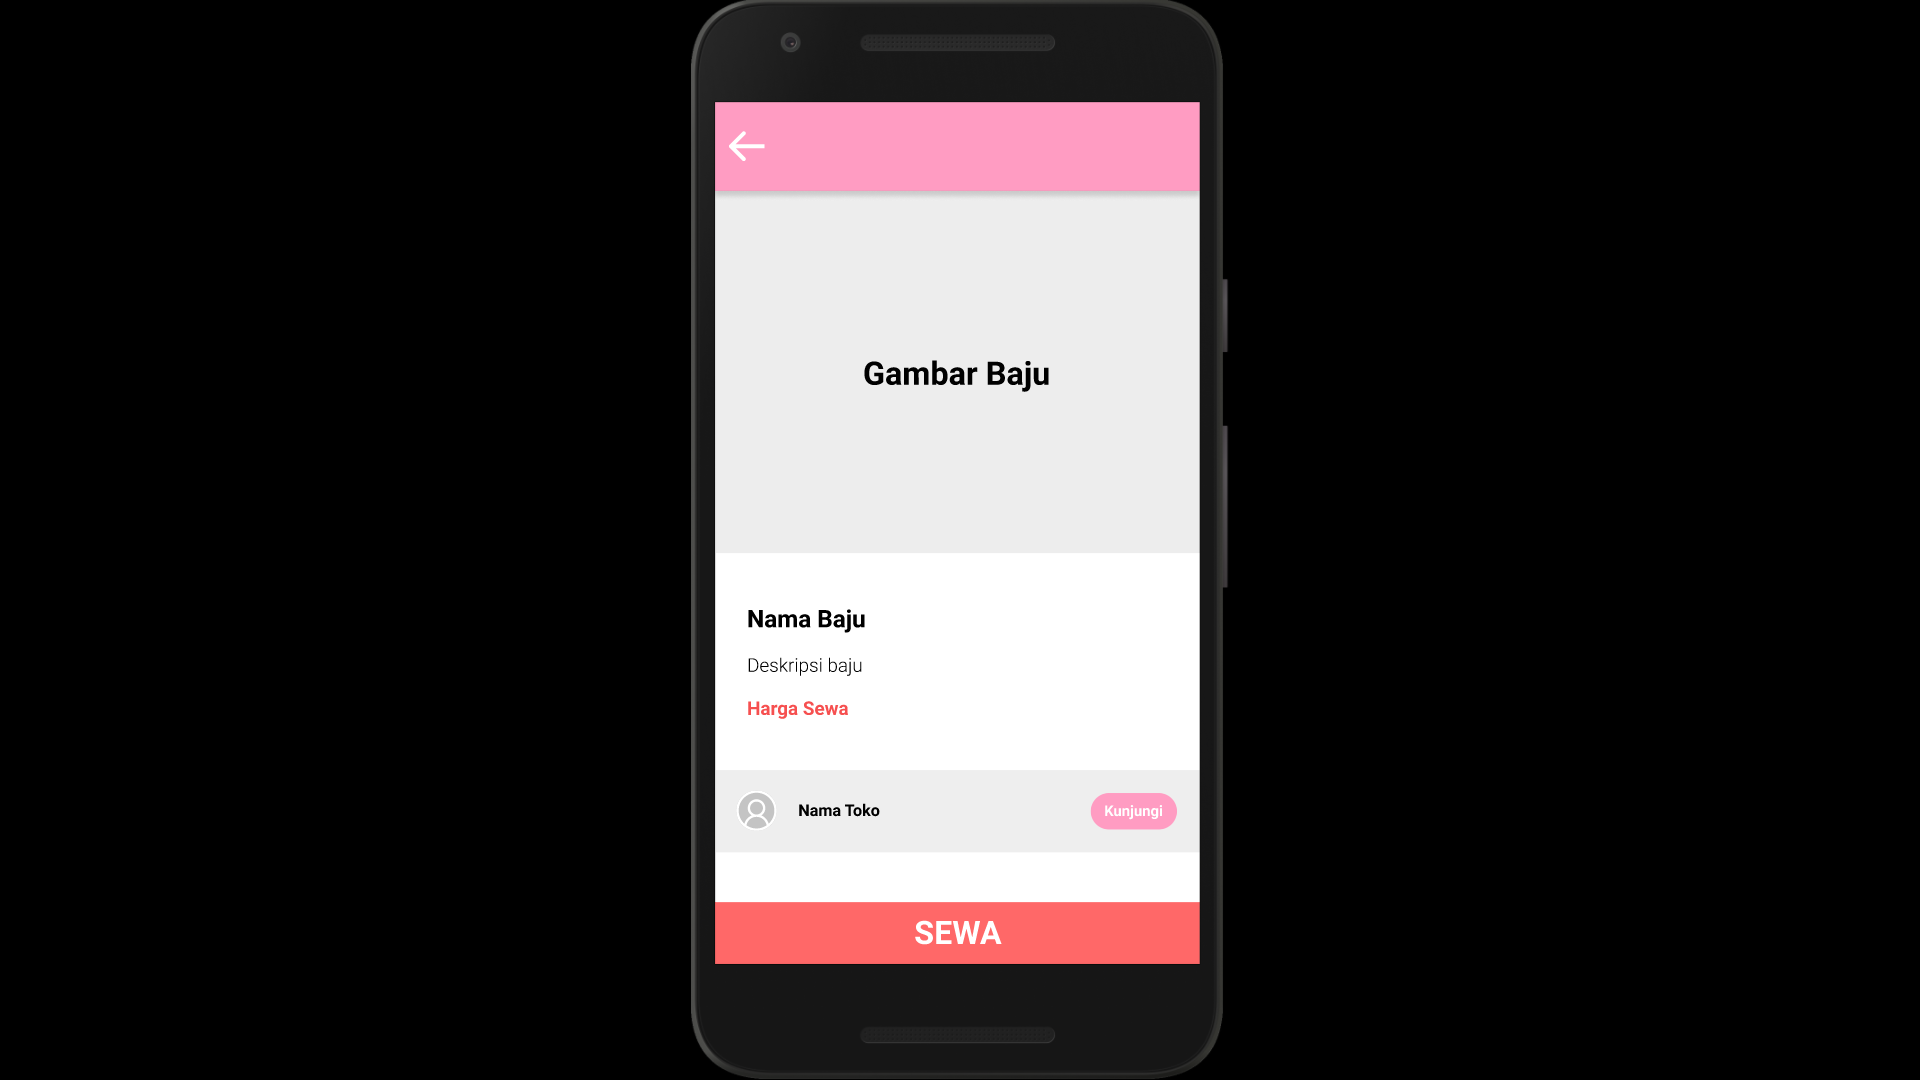 Gambar Baju
Nama Baju
Deskripsi baju
Harga Sewa
Nama Toko
Kunjungi
SEWA